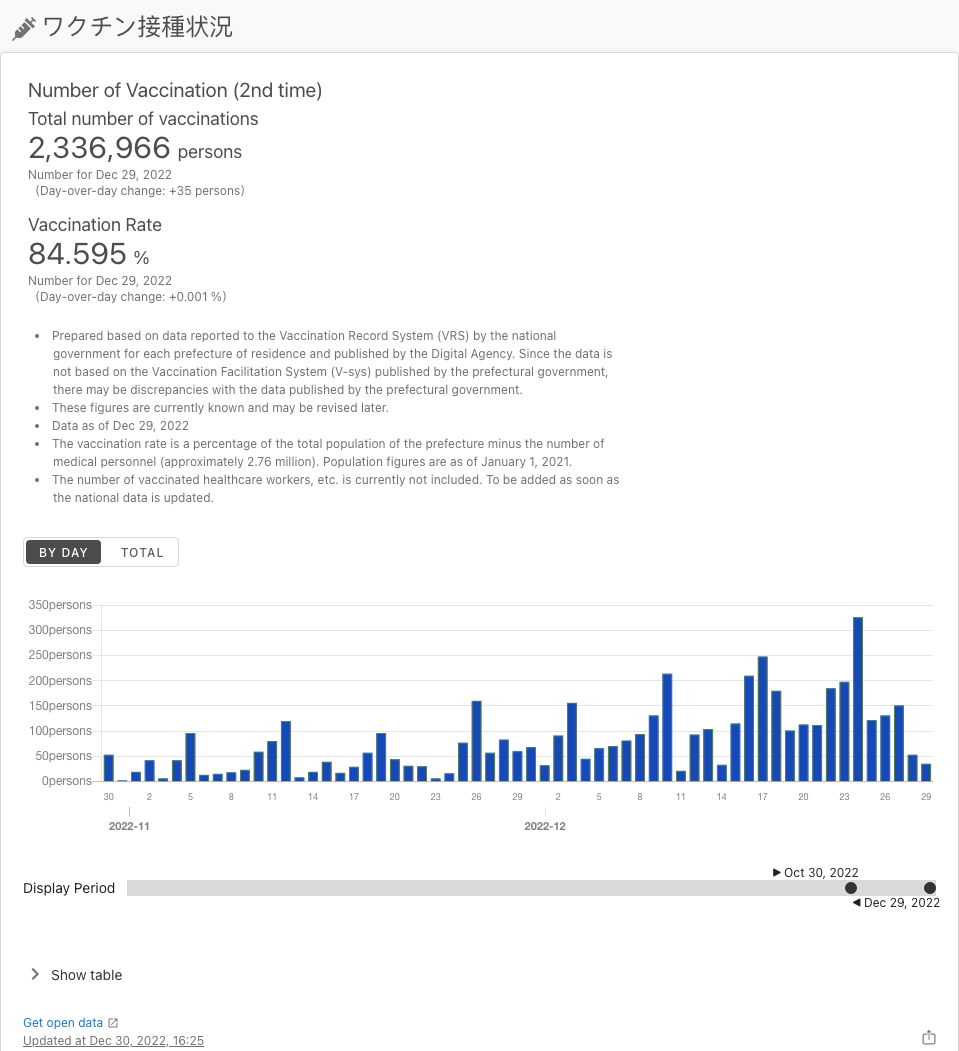 ワクチン接種状況
Number of Vaccination (2nd time)
Total number of vaccinations
2,336,966 persons
Number for Dec 29, 2022
(Day-over-day change: +35 persons)
Vaccination Rate
84.595 %
Number for Dec 29, 2022
(Day-over-day change: +0.001 %)
• Prepared based on data reported to the Vaccination Record System (VRS) by the national
government for each prefecture of residence and published by the Digital Agency. Since the data is
not based on the Vaccination Facilitation System (V-sys) published by the prefectural government,
there may be discrepancies with the data published by the prefectural government.
• These figures are currently known and may be revised later.
• Data as of Dec 29, 2022
• The vaccination rate is a percentage of the total population of the prefecture minus the number of
medical personnel (approximately 2.76 million). Population figures are as of January 1, 2021.
• The number of vaccinated healthcare workers, etc. is currently not included. To be added as soon as
the national data is updated.
BY DAY TOTAL
350persons
300persons
250persons
200persons
150persons
100persons
50persons
0persons
30 2 5 8 11 14 17 20 23 26 29 2 5 8 11 14 17 20 23 26 29
2022-11 2022-12
Oct 30, 2022
Display Period
Dec 29, 2022
Show table
Get open data
Updated at Dec 30, 2022, 16:25